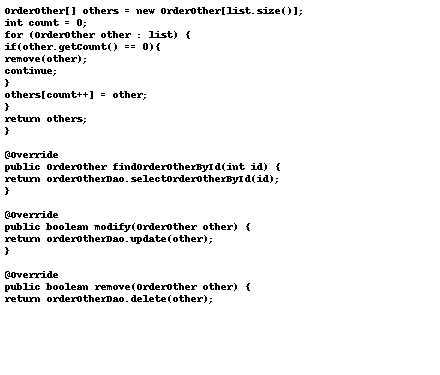 OrderOther[] others = new OrderOther[list.size()];
int count = 0;
for (OrderOther other : list) {
if(other.getCount() == 0){
remove(other);
continue;
}
others[count++] = other;
}
return others;
}

@Override
public OrderOther findOrderOtherById(int id) {
return orderOtherDao.selectOrderOtherById(id);
}

@Override
public boolean modify(OrderOther other) {
return orderOtherDao.update(other);
}

@Override
public boolean remove(OrderOther other) {
return orderOtherDao.delete(other);